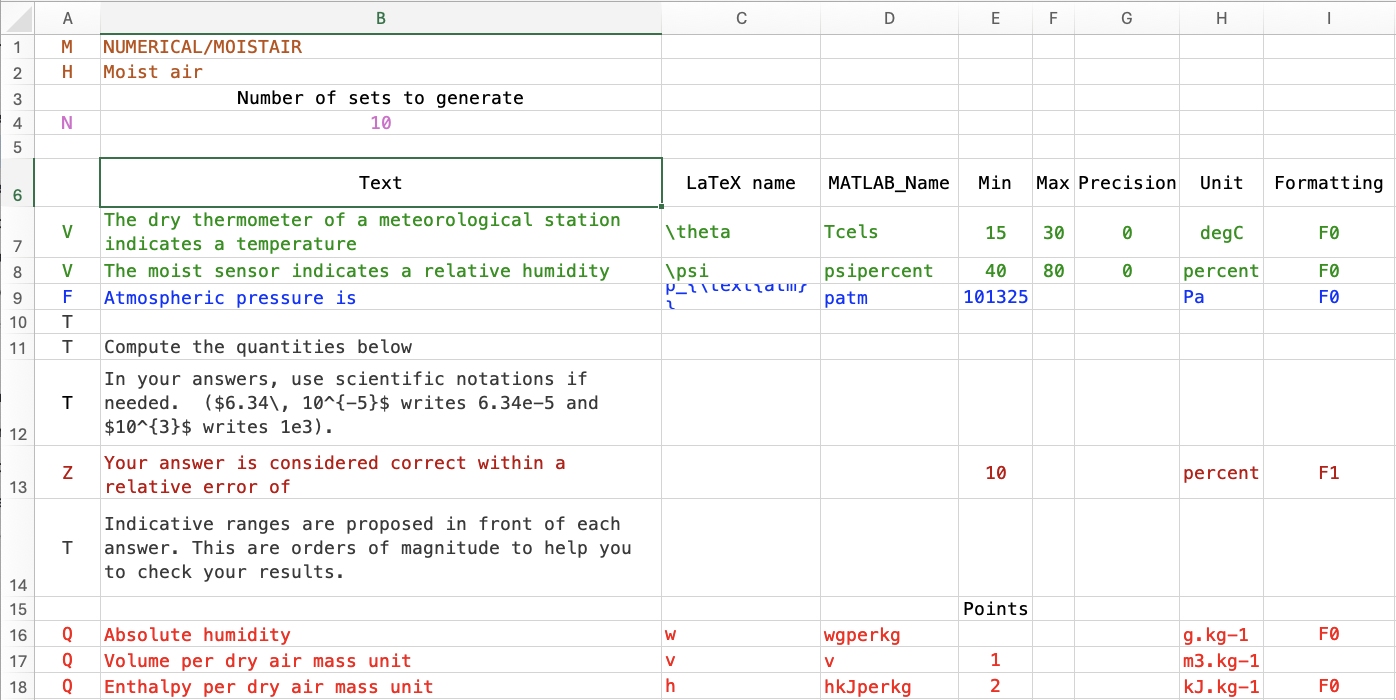 A B C D E F G H I
1 M NUMERICAL/MOISTAIR
2 H Moist air
3 Number of sets to generate
4 N 10
5
6 Text LaTeX name MATLAB_Name Min Max Precision Unit Formatting
7 V The dry thermometer of a meteorological station
indicates a temperature \theta Tcels 15 30 0 degC F0
8 V The moist sensor indicates a relative humidity \psi psipercent 40 80 0 percent F0
9 F Atmospheric pressure is p_{\text{atm}
} patm 101325 Pa F0
10 T
11 T Compute the quantities below
12 T In your answers, use scientific notations if
needed.  ($6.34\, 10^{-5}$ writes 6.34e-5 and
$10^{3}$ writes 1e3).
13 Z Your answer is considered correct within a
relative error of 10 percent F1
14 T Indicative ranges are proposed in front of each
answer. This are orders of magnitude to help you
to check your results.
15 Points
16 Q Absolute humidity w wgperkg g.kg-1 F0
17 Q Volume per dry air mass unit v v 1 m3.kg-1
18 Q Enthalpy per dry air mass unit h hkJperkg 2 kJ.kg-1 F0